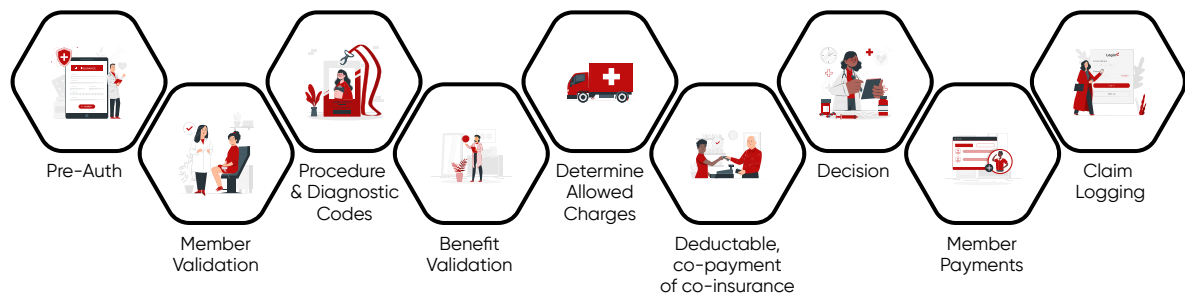 Pre-Auth
Member
Validation
Procedure
& Diagnostic
Codes
Benefit
Validation
Determine
Allowed
Charges
Deductable,
co-payment
of co-insurance
Decision
Member
Payments
Claim
Logging